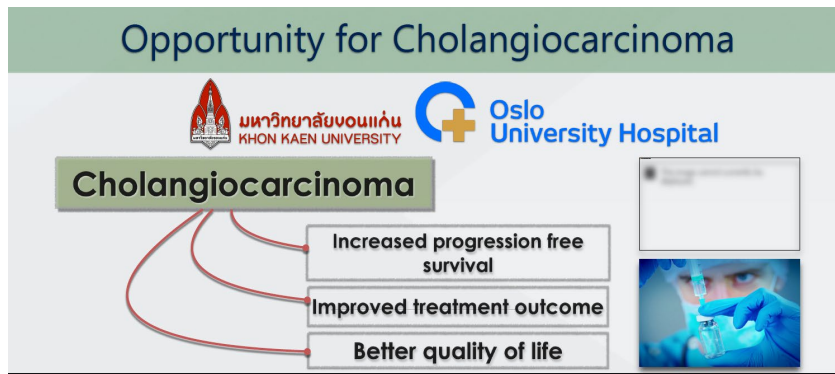 Opportunity for Cholangiocarcinoma
มหาวิทยาลัยขอนแก่น
KHON KAEN UNIVERSITY
Oslo
University Hospital
Cholangiocarcinoma
Increased progression free
survival
Improved treatment outcome
Better quality of life